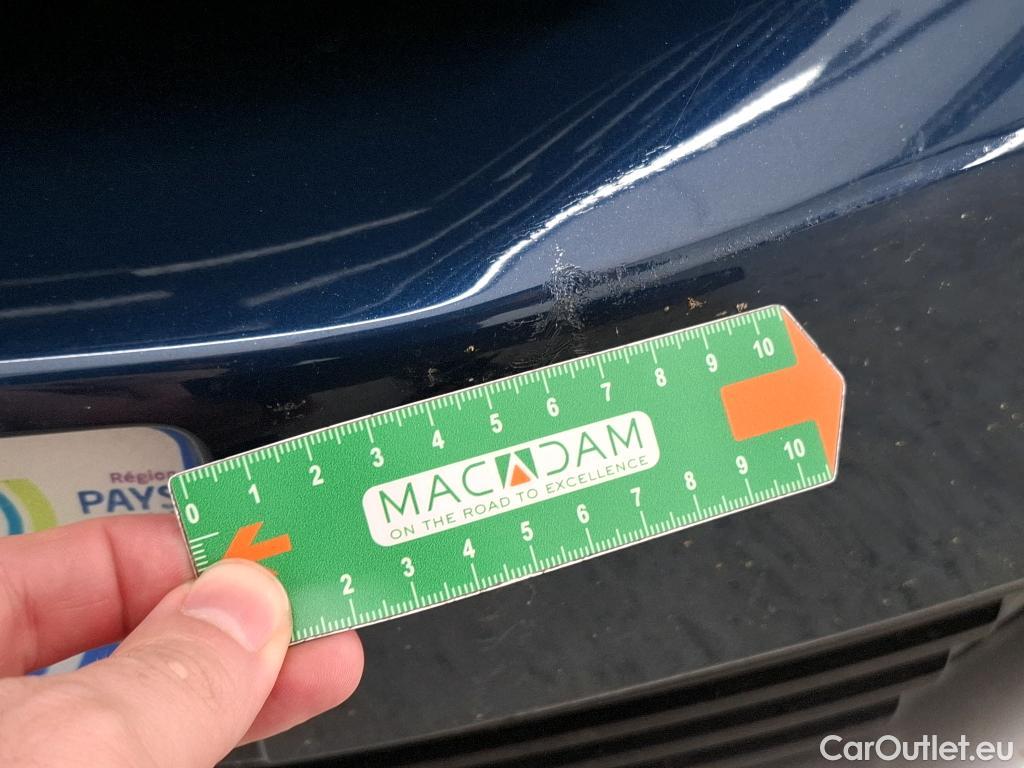 0 1 2 3 4 5 6 7 8 9 10
MACADAM
ON THE ROAD TO EXCELLENCE
2 3 4 5 6 7 8 9 10
Région
PAYS
CarOutlet.eu